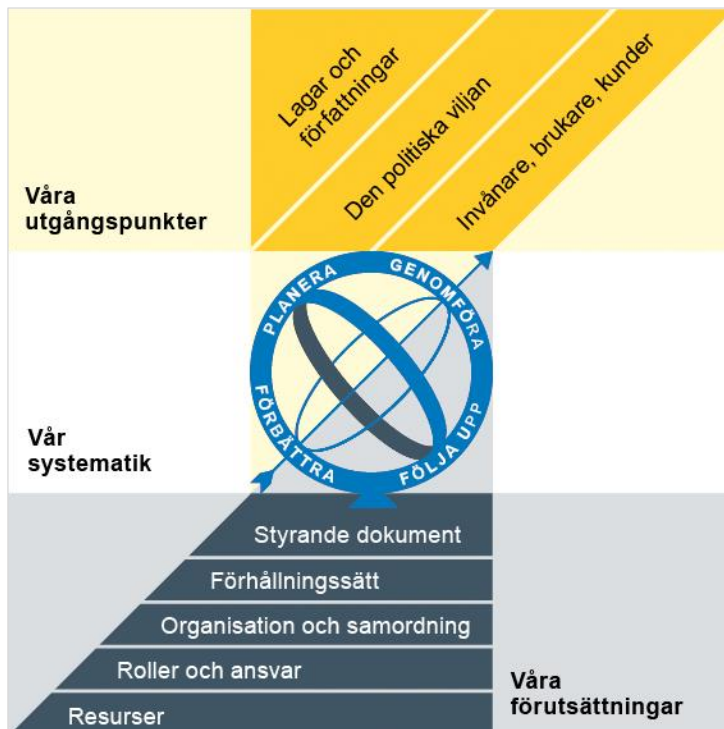 Lagar och
författningar
Den politiska viljan
Invånare, brukare, kunder
Våra
utgångspunkter
PLANERA
GENOMFÖRA
FÖLJA UPP
FÖRBÄTTRA
Vår
systematik
Styrande dokument
Förhållningssätt
Organisation och samordning
Roller och ansvar
Resurser
Våra
förutsättningar